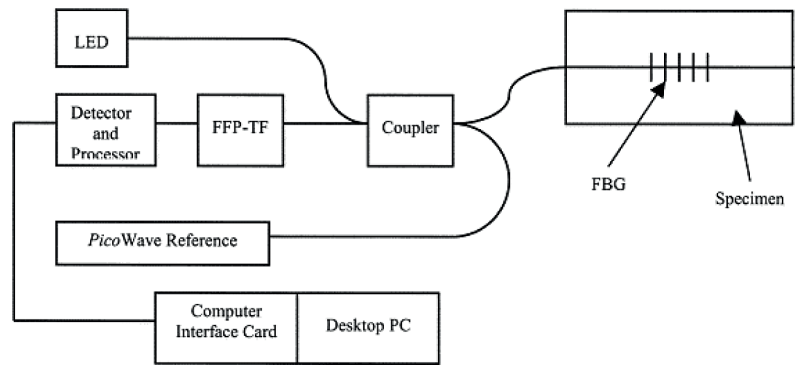 LED
Detector
and
Processor
FFP-TF
Coupler
FBG
Specimen
PicoWave Reference
Computer
Interface Card
Desktop PC